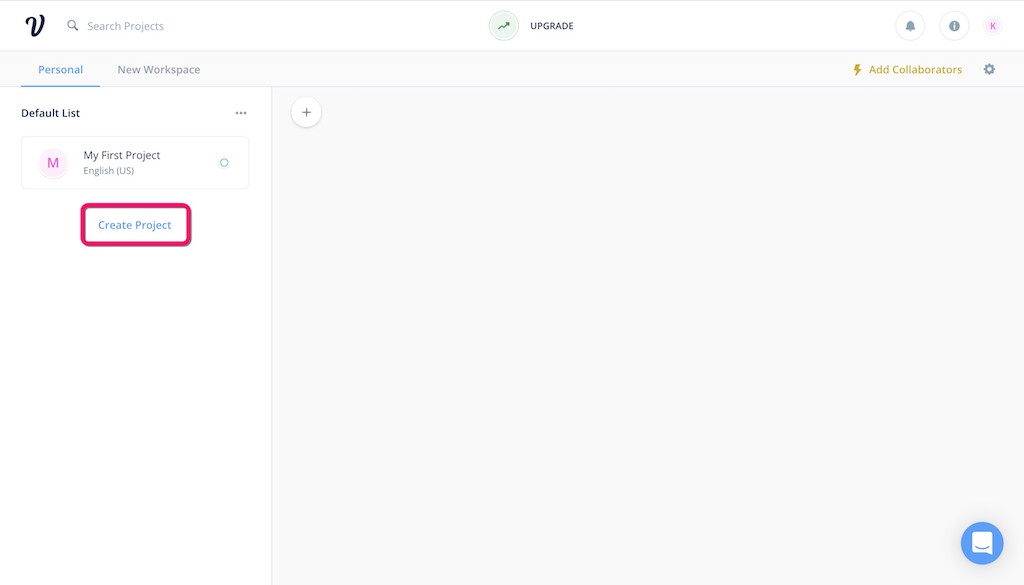 V
Search Projects
UPGRADE
K
Personal
New Workspace
Add Collaborators
Default List
M
My First Project
English (US)
Create Project